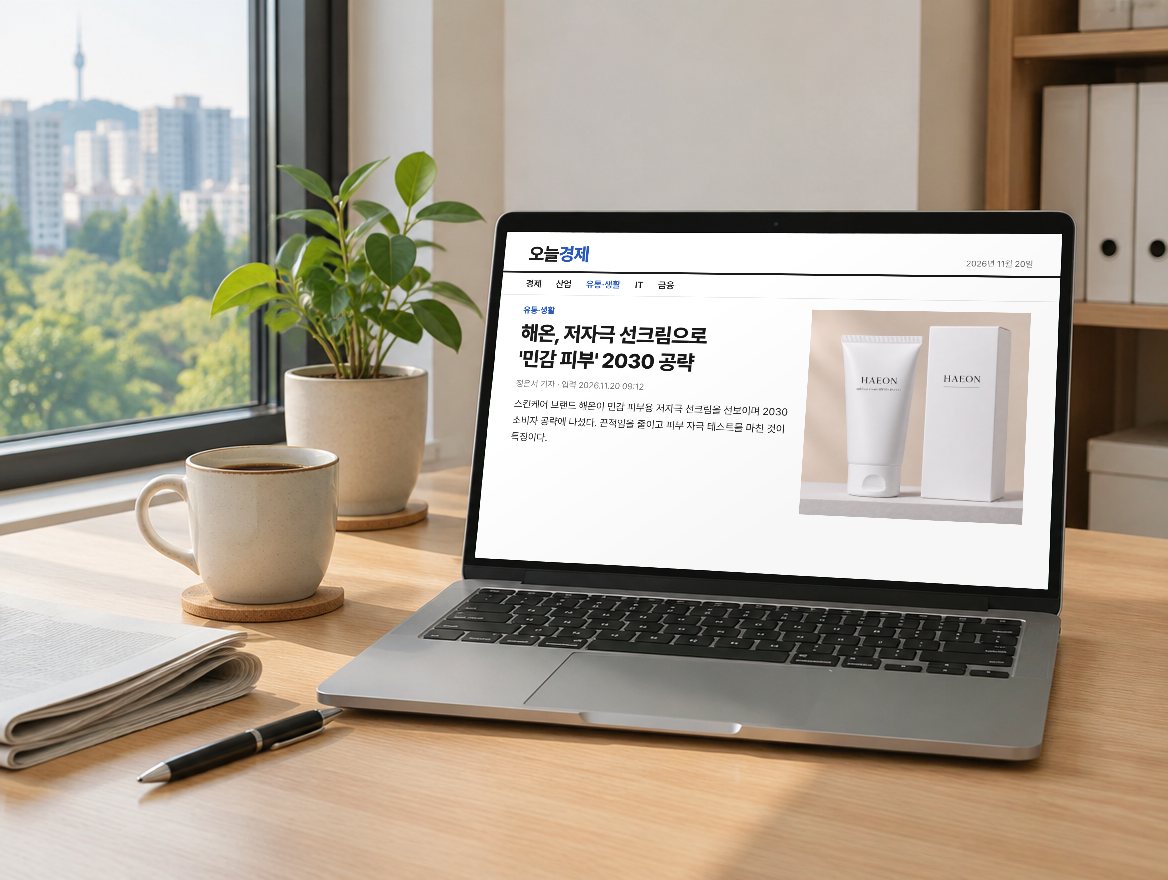 오늘경제
2026년 11월 20일
경제 산업 유통·생활 IT 금융
유통·생활
해온, 저자극 선크림으로
'민감 피부' 2030 공략
정은서 기자 · 입력 2026.11.20 09:12
스킨케어 브랜드 해온이 민감 피부용 저자극 선크림을 선보이며 2030
소비자 공략에 나섰다. 끈적임을 줄이고 피부 자극 테스트를 마친 것이
특징이다.
HAEON
HAEON